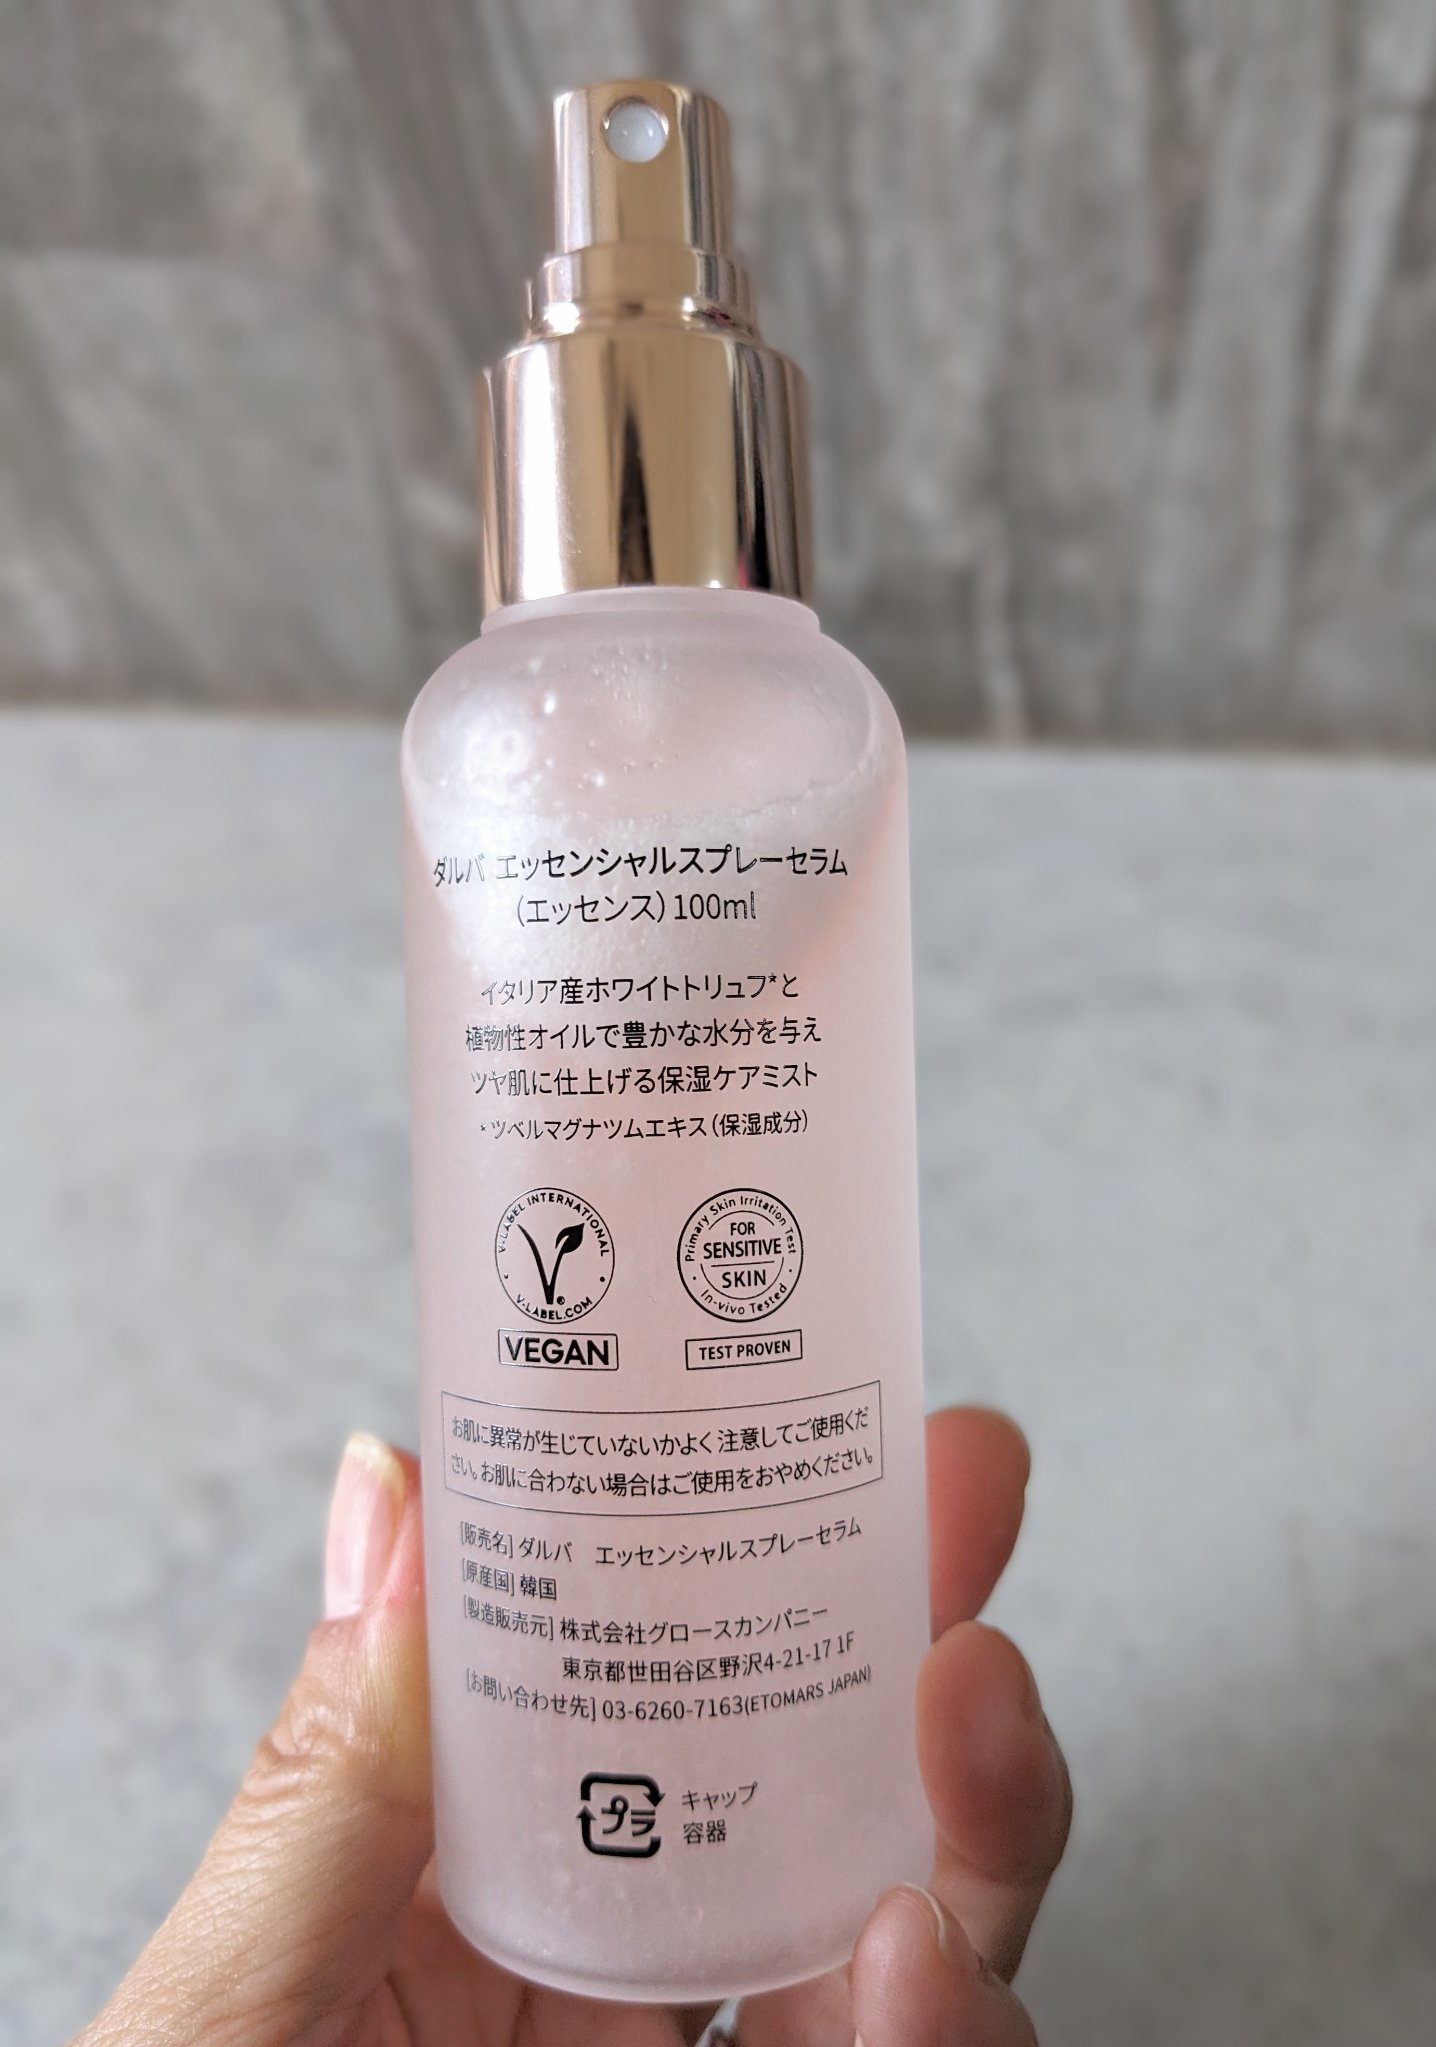 ダルバ エッセンシャルスプレーセラム
(エッセンス)100ml
イタリア産ホワイトトリュフ*と
植物性オイルで豊かな水分を与え
ツヤ肌に仕上げる保湿ケアミスト
*ツベルマグナツムエキス(保湿成分)
V-LABEL INTERNATIONAL
V-LABEL.COM
VEGAN
Primary Skin Irritation Test
FOR
SENSITIVE
SKIN
In-vivo Tested
TEST PROVEN
お肌に異常が生じていないかよく注意してご使用くだ
さい。お肌に合わない場合はご使用をおやめください。
[販売名] ダルバ エッセンシャルスプレーセラム
[原産国] 韓国
[製造販売元] 株式会社グロースカンパニー
東京都世田谷区野沢4-21-17 1F
[お問い合わせ先] 03-6260-7163(ETOMARS JAPAN)
プラ
キャップ
容器